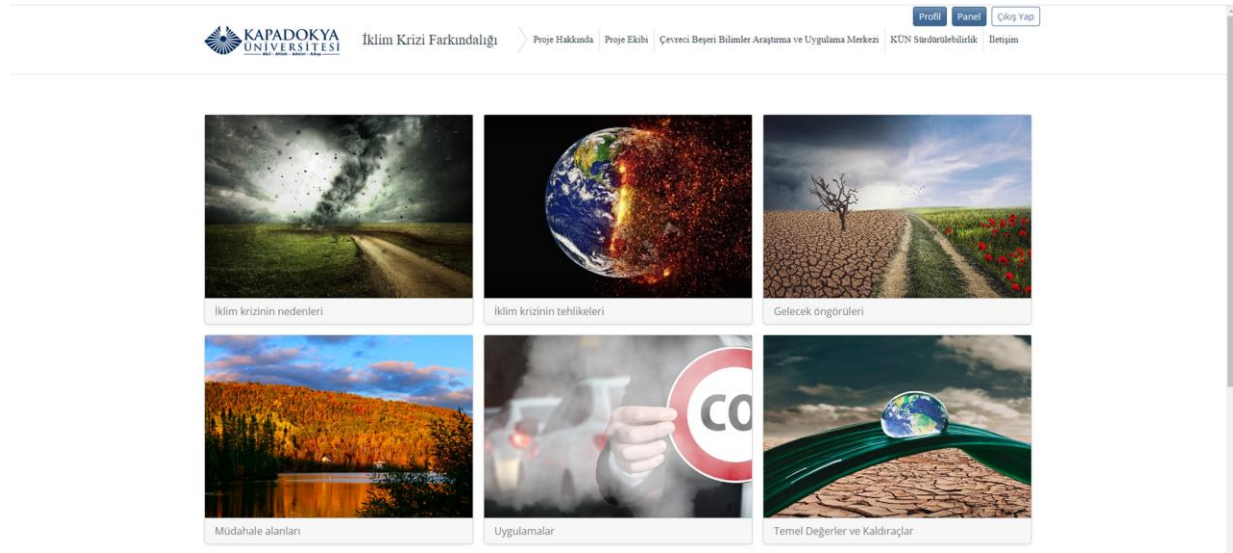 Profil Panel Çıkış Yap
KAPADOKYA
ÜNİVERSİTESİ
İklim Krizi Farkındalığı
Proje Hakkında Proje Ekibi Çevreci Beşeri Bilimler Araştırma ve Uygulama Merkezi KÜN Sürdürülebilirlik İletişim
İklim krizinin nedenleri
İklim krizinin tehlikeleri
Gelecek öngörüleri
CO
Müdahale alanları
Uygulamalar
Temel Değerler ve Kaldıraçlar